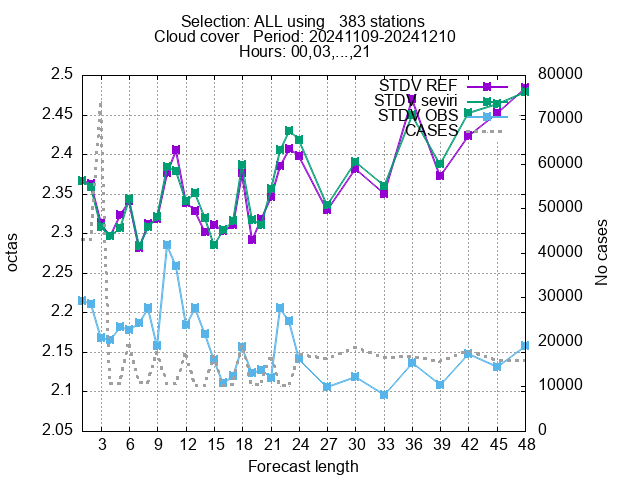 Selection: ALL using   383 stations
Cloud cover   Period: 20241109-20241210
Hours: 00,03,...,21
STDV REF
STDV seviri
STDV OBS
CASES
2.5
2.45
2.4
2.35
2.3
2.25
2.2
2.15
2.1
2.05
octas
80000
70000
60000
50000
40000
30000
20000
10000
0
No cases
3 6 9 12 15 18 21 24 27 30 33 36 39 42 45 48
Forecast length